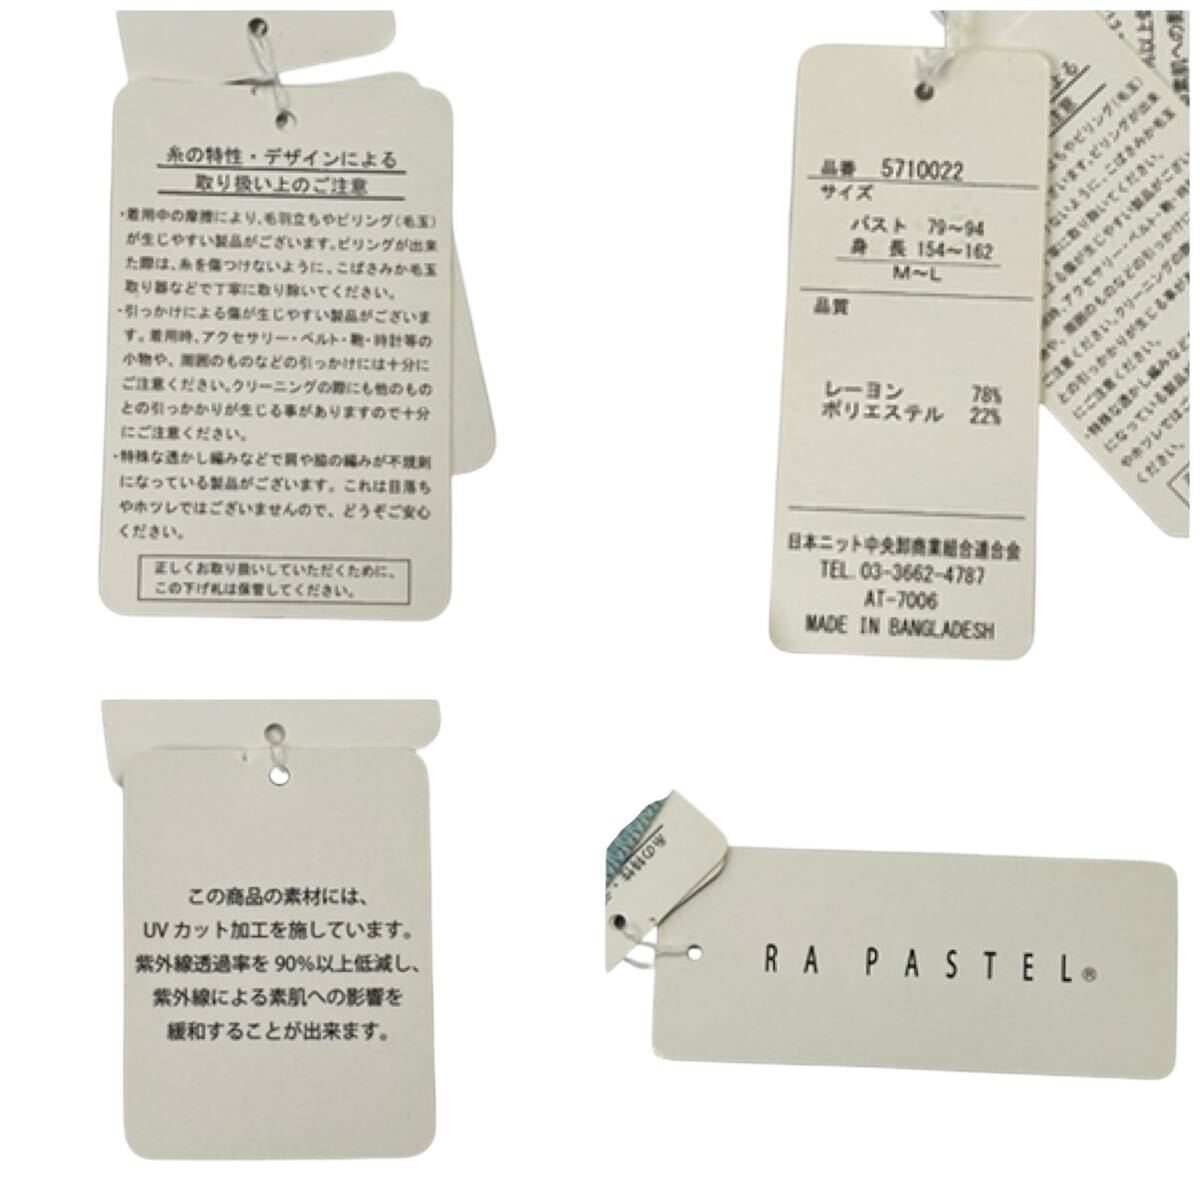 糸の特性・デザインによる
取り扱い上のご注意
・着用中の摩擦により、毛羽立ちやピリング(毛玉)
が生じやすい製品がございます。ピリングが出来
た際は、糸を傷つけないように、こばさみか毛玉
取り器などで丁寧に取り除いてください。
・引っかけによる傷が生じやすい製品がございま
す。着用時、アクセサリー・ベルト・鞄・時計等の
小物や、周囲のものなどの引っかけには十分に
ご注意ください。クリーニングの際にも他のもの
との引っかかりが生じる事がありますので十分
にご注意ください。
・特殊な透かし編みなどで肩や脇の編みが不規則
になっている製品がございます。これは目落ち
やホツレではございませんので、どうぞご安心
ください。
正しくお取り扱いしていただくために、
この下げ札は保管してください。
品番 5710022
サイズ
バスト 79～94
身 長 154～162
M～L
品質
レーヨン 78%
ポリエステル 22%
日本ニット中央卸商業組合連合会
TEL 03-3662-4787
AT-7006
MADE IN BANGLADESH
この商品の素材には、
UVカット加工を施しています。
紫外線透過率を90%以上低減し、
紫外線による素肌への影響を
緩和することが出来ます。
RA PASTEL®